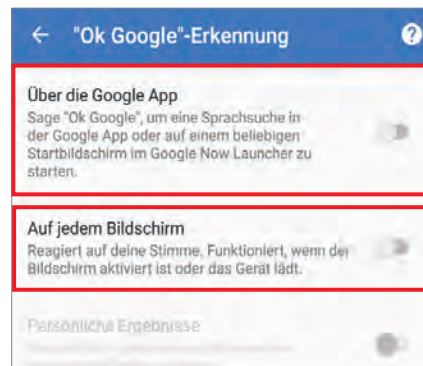 "Ok Google"-Erkennung
Über die Google App
Sage "Ok Google", um eine Sprachsuche in
der Google App oder auf einem beliebigen
Startbildschirm im Google Now Launcher zu
starten.
Auf jedem Bildschirm
Reagiert auf deine Stimme. Funktioniert, wenn der
Bildschirm aktiviert ist oder das Gerät lädt.
Persönliche Ergebnisse